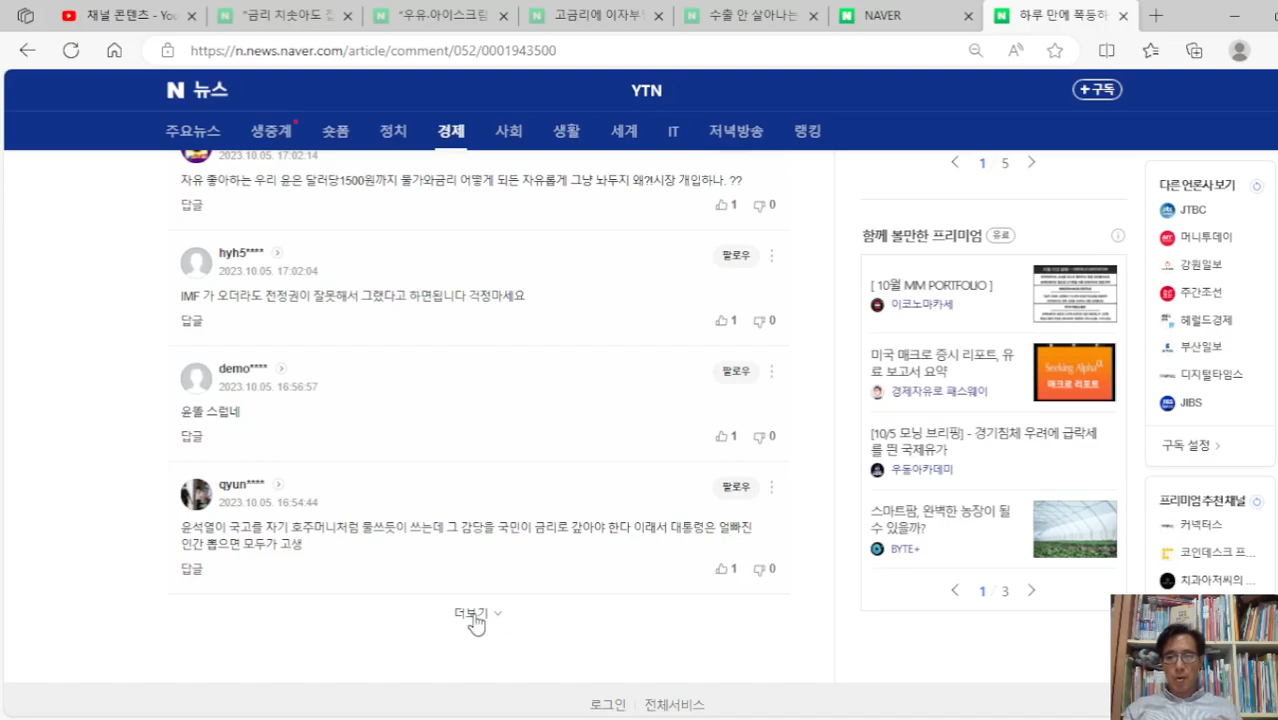 채널 콘텐츠 - You
"금리 치솟아도 집
"우유·아이스크림
고금리에 이자부
수출 안 살아나는
NAVER
하루 만에 폭등하
https://n.news.naver.com/article/comment/052/0001943500
N 뉴스
YTN
+구독
주요뉴스 생중계 숏폼 정치 경제 사회 생활 세계 IT 저녁방송 랭킹
2023.10.05. 17:02:14
자유 좋아하는 우리 윤은 달러당1500원까지 물가와금리 어떻게 되든 자유롭게 그냥 놔두지 왜?!시장 개입하나. ??
답글
1 0
hyh5****
팔로우
2023.10.05. 17:02:04
IMF 가 오더라도 전정권이 잘못해서 그랬다고 하면됩니다 걱정마세요
답글
1 0
demo****
팔로우
2023.10.05. 16:56:57
윤똘 스럽네
답글
1 0
qyun****
팔로우
2023.10.05. 16:54:44
윤석열이 국고를 자기 호주머니처럼 물쓰듯이 쓰는데 그 감당을 국민이 금리로 갚아야 한다 이래서 대통령은 얼빠진
인간 뽑으면 모두가 고생
답글
1 0
더보기
로그인 전체서비스
1 5
함께 볼만한 프리미엄 유료
[ 10월 MM PORTFOLIO ]
이코노마카세
미국 매크로 증시 리포트, 유
료 보고서 요약
경제자유로 패스웨이
Seeking Alpha α
매크로 리포트
[10/5 모닝 브리핑] - 경기침체 우려에 급락세
를 띈 국제유가
우동아카데미
스마트팜, 완벽한 농장이 될
수 있을까?
BYTE+
1 / 3
다른 언론사 보기
JTBC
머니투데이
강원일보
주간조선
헤럴드경제
부산일보
디지털타임스
JIBS
구독 설정
프리미엄 추천 채널
커넥터스
코인데스크 프...
치과아저씨의 ...